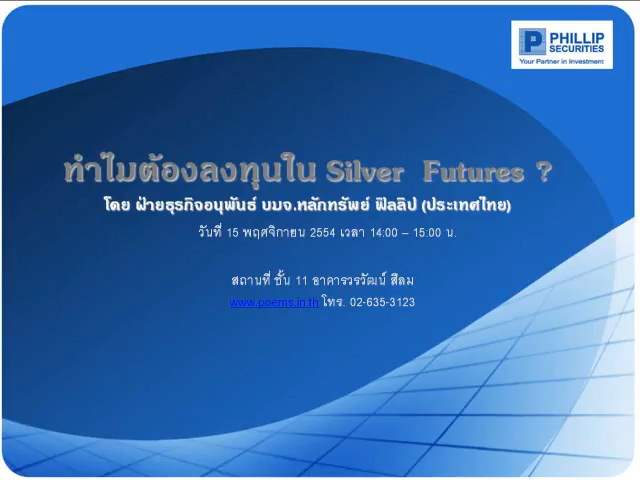 PHILLIP
SECURITIES
Your Partner in Investment
ทำไมต้องลงทุนใน Silver Futures ?
โดย ฝ่ายธุรกิจอนุพันธ์ บมจ.หลักทรัพย์ ฟิลลิป (ประเทศไทย)
วันที่ 15 พฤศจิกายน 2554 เวลา 14:00 – 15:00 น.
สถานที่ ชั้น 11 อาคารวรวัฒน์ สีลม
www.poems.in.th โทร. 02-635-3123